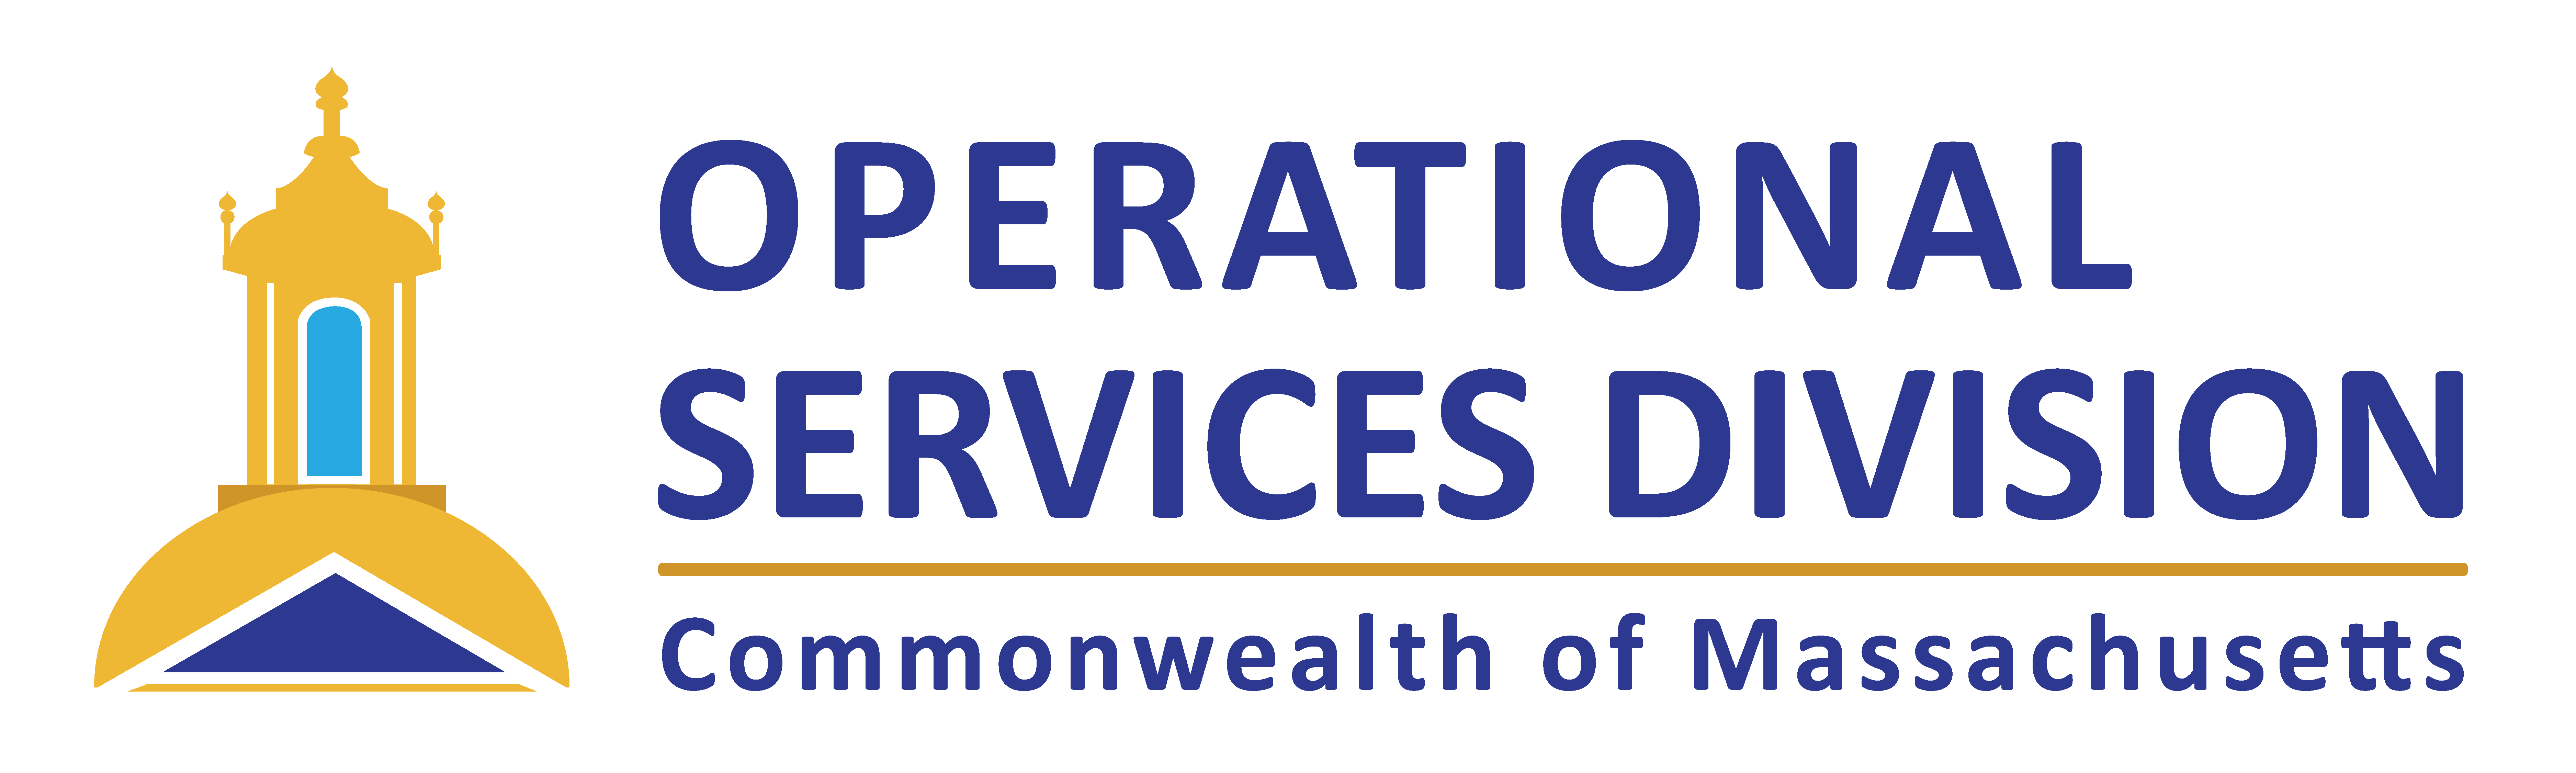 OPERATIONAL
SERVICES DIVISION
Commonwealth of Massachusetts